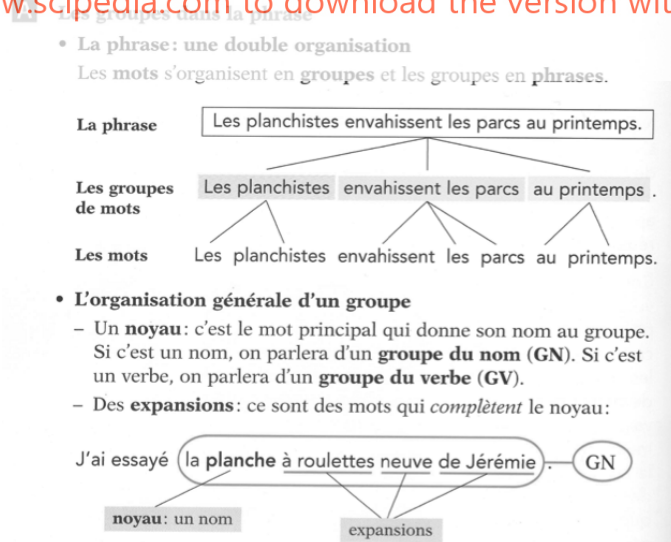 w.scipedia.com to download the version wit
A Les groupes dans la phrase
• La phrase : une double organisation
Les mots s'organisent en groupes et les groupes en phrases.
La phrase Les planchistes envahissent les parcs au printemps.
Les groupes de mots Les planchistes envahissent les parcs au printemps .
Les mots Les planchistes envahissent les parcs au printemps.
• L'organisation générale d'un groupe
– Un noyau : c'est le mot principal qui donne son nom au groupe.
Si c'est un nom, on parlera d'un groupe du nom (GN). Si c'est
un verbe, on parlera d'un groupe du verbe (GV).
– Des expansions : ce sont des mots qui complètent le noyau :
J'ai essayé la planche à roulettes neuve de Jérémie . GN
noyau : un nom
expansions